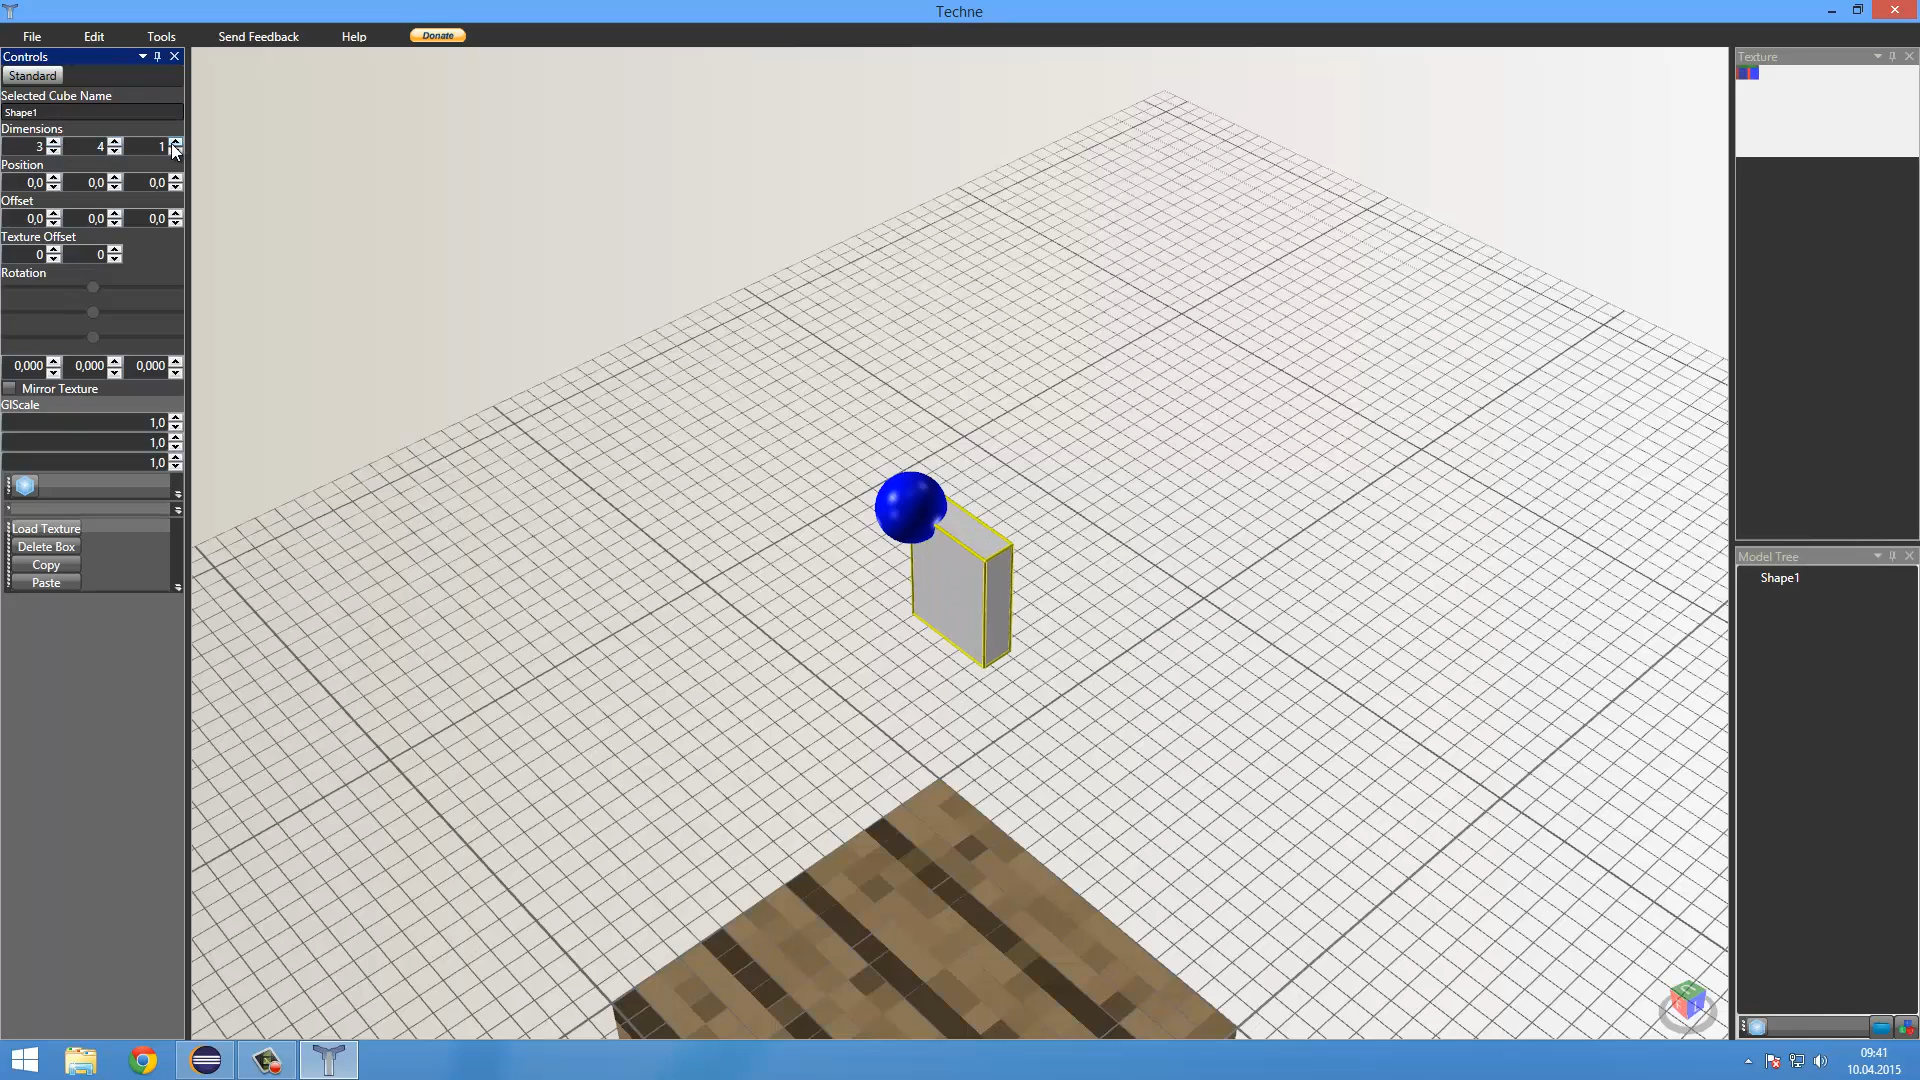 Techne
File Edit Tools Send Feedback Help Donate
Controls
Standard
Selected Cube Name
Shape1
Dimensions
3 4 1
Position
0,0 0,0 0,0
Offset
0,0 0,0 0,0
Texture Offset
0 0
Rotation
0,000 0,000 0,000
Mirror Texture
GlScale
1,0
1,0
1,0
Load Texture
Delete Box
Copy
Paste
Texture
Model Tree
Shape1
09:41
10.04.2015